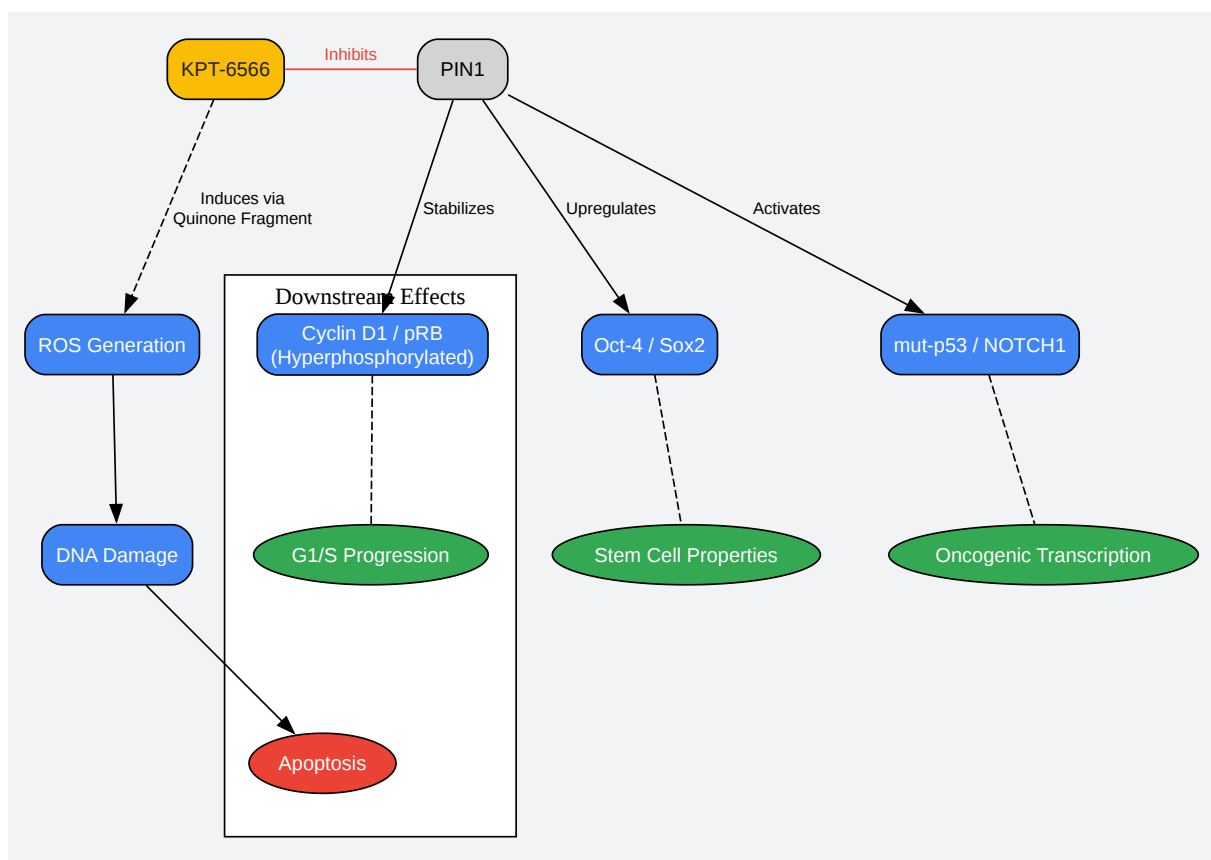 Inhibits
KPT-6566
PIN1
Induces via
Quinone Fragment
Stabilizes
Upregulates
Activates
Downstream Effects
ROS Generation
Cyclin D1 / pRB
(Hyperphosphorylated)
Oct-4 / Sox2
mut-p53 / NOTCH1
DNA Damage
G1/S Progression
Stem Cell Properties
Oncogenic Transcription
Apoptosis